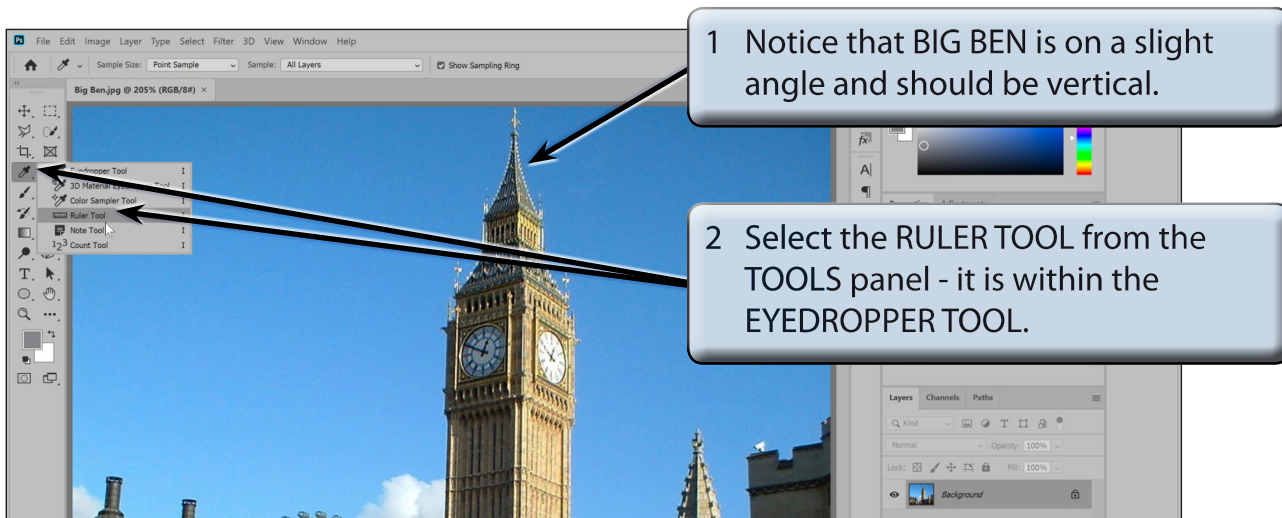 Ps File Edit Image Layer Type Select Filter 3D View Window Help
Sample Size: Point Sample Sample: All Layers Show Sampling Ring
Big Ben.jpg @ 205% (RGB/8#) ×
1 Notice that BIG BEN is on a slight
angle and should be vertical.
Eyedropper Tool I
3D Material Tool I
Color Sampler Tool I
Ruler Tool I
Note Tool I
Count Tool I
2 Select the RULER TOOL from the
TOOLS panel - it is within the
EYEDROPPER TOOL.
Layers Channels Paths
Kind
Normal Opacity: 100%
Lock: Fill: 100%
Background